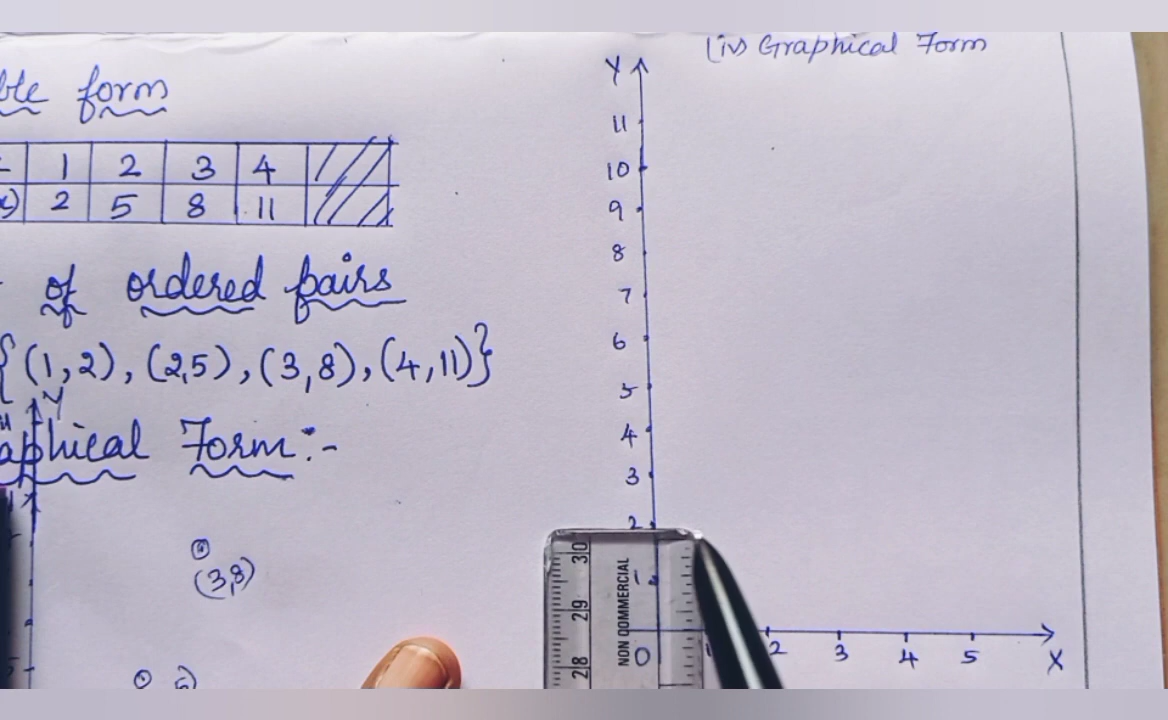 (iv) Graphical Form
ble form
1 2 3 4
x) 2 5 8 11
of ordered pairs
{(1,2), (2,5), (3,8), (4,11)}
Y
aphical Form:-
(3,8)
5)
Y
11
10
9
8
7
6
5
4
3
2
1
0
2 3 4 5 X
30
29
28
NON COMMERCIAL